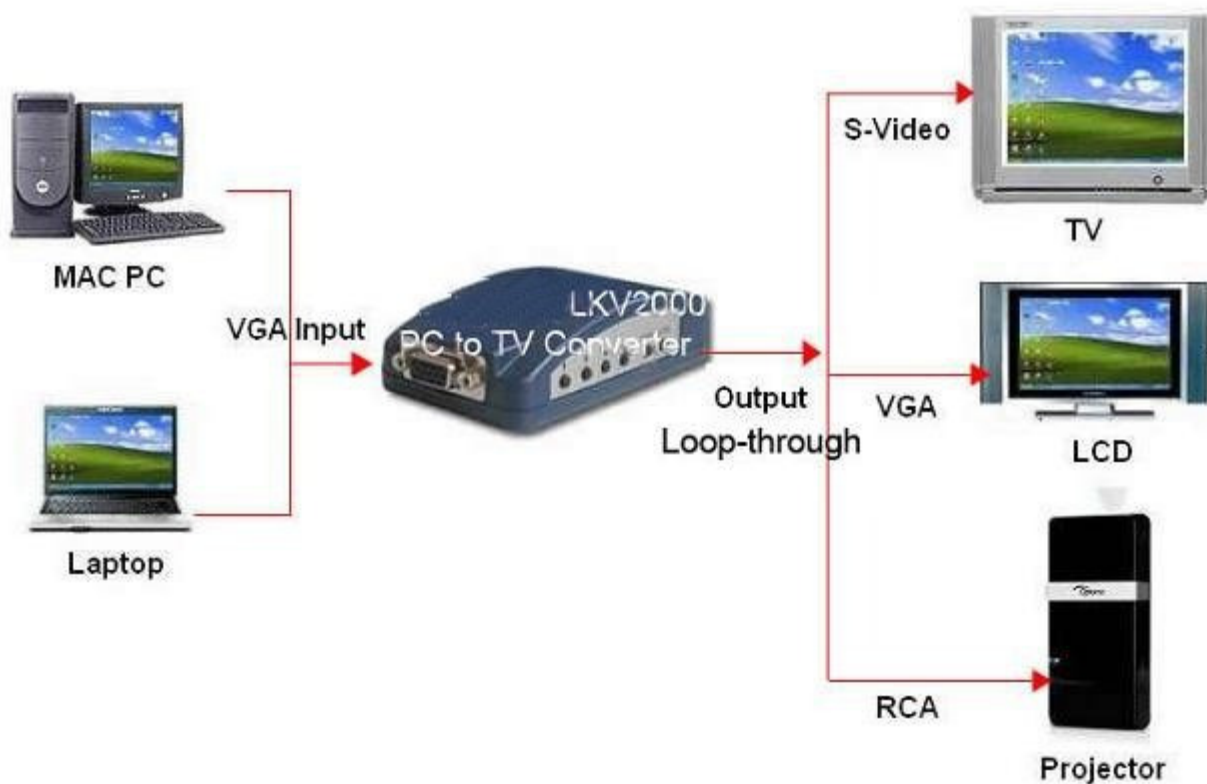 MAC PC
VGA Input
Laptop
LKV2000
PC to TV Converter
Output
Loop-through
S-Video
TV
VGA
LCD
RCA
Projector